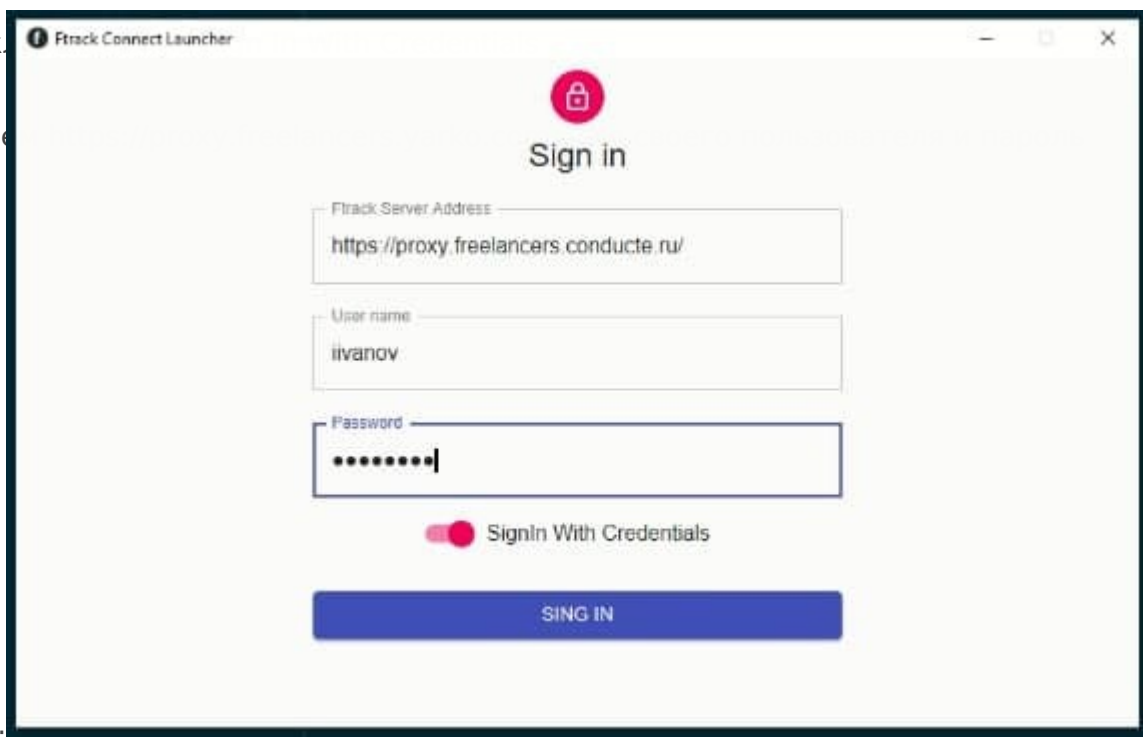 Ftrack Connect Launcher
Sign in
Ftrack Server Address
https://proxy.freelancers.conducte.ru/
User name
iivanov
Password
••••••••
SignIn With Credentials
SING IN